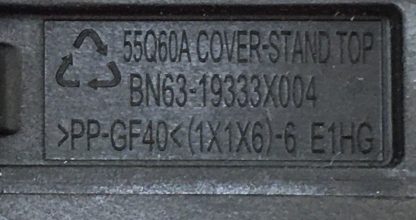 55Q60A COVER-STAND TOP
BN63-19333X004
>PP-GF40<(1X1X6)-6 E1HG